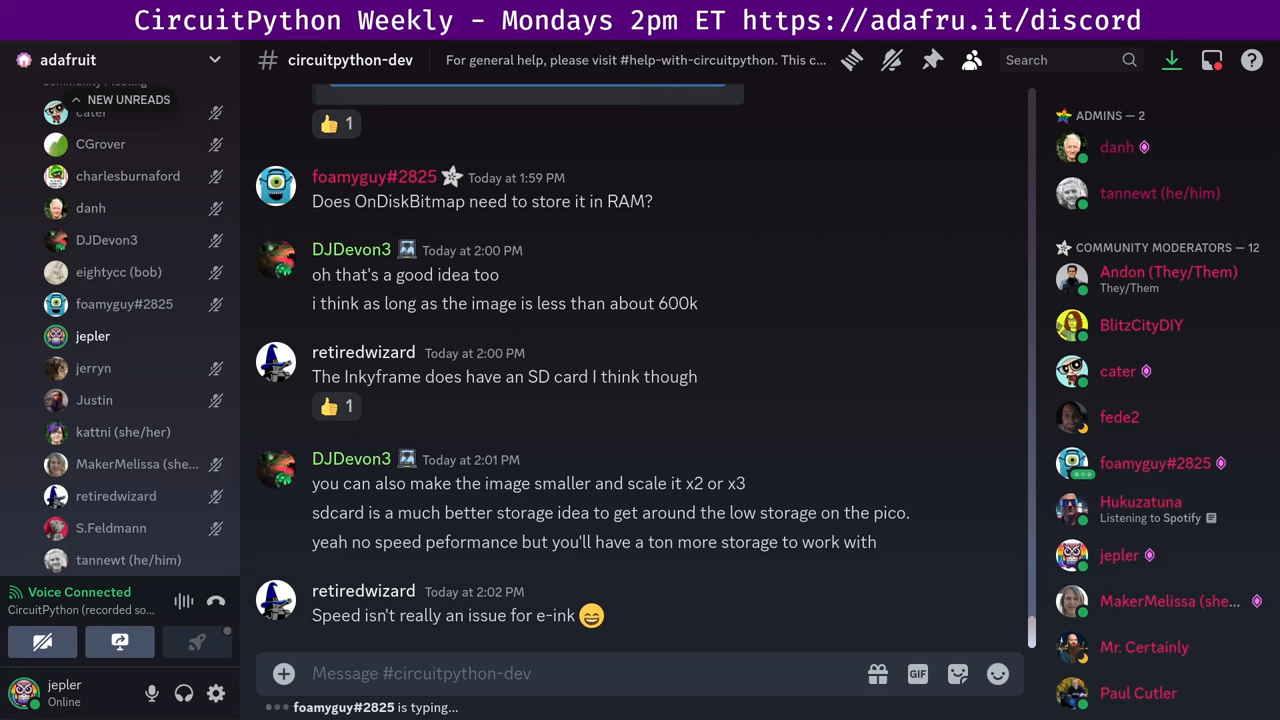 CircuitPython Weekly - Mondays 2pm ET https://adafru.it/discord
adafruit
NEW UNREADS
cater
CGrover
charlesburnaford
danh
DJDevon3
eightycc (bob)
foamyguy#2825
jepler
jerryn
Justin
kattni (she/her)
MakerMelissa (she...
retiredwizard
S.Feldmann
tannewt (he/him)
Voice Connected
CircuitPython (recorded so...
jepler
Online
circuitpython-dev
For general help, please visit #help-with-circuitpython. This c...
Search
1
foamyguy#2825 Today at 1:59 PM
Does OnDiskBitmap need to store it in RAM?
DJDevon3 Today at 2:00 PM
oh that's a good idea too
i think as long as the image is less than about 600k
retiredwizard Today at 2:00 PM
The Inkyframe does have an SD card I think though
1
DJDevon3 Today at 2:01 PM
you can also make the image smaller and scale it x2 or x3
sdcard is a much better storage idea to get around the low storage on the pico.
yeah no speed peformance but you'll have a ton more storage to work with
retiredwizard Today at 2:02 PM
Speed isn't really an issue for e-ink
Message #circuitpython-dev
GIF
foamyguy#2825 is typing...
ADMINS — 2
danh
tannewt (he/him)
COMMUNITY MODERATORS — 12
Andon (They/Them)
They/Them
BlitzCityDIY
cater
fede2
foamyguy#2825
Hukuzatuna
Listening to Spotify
jepler
MakerMelissa (she...
Mr. Certainly
Paul Cutler